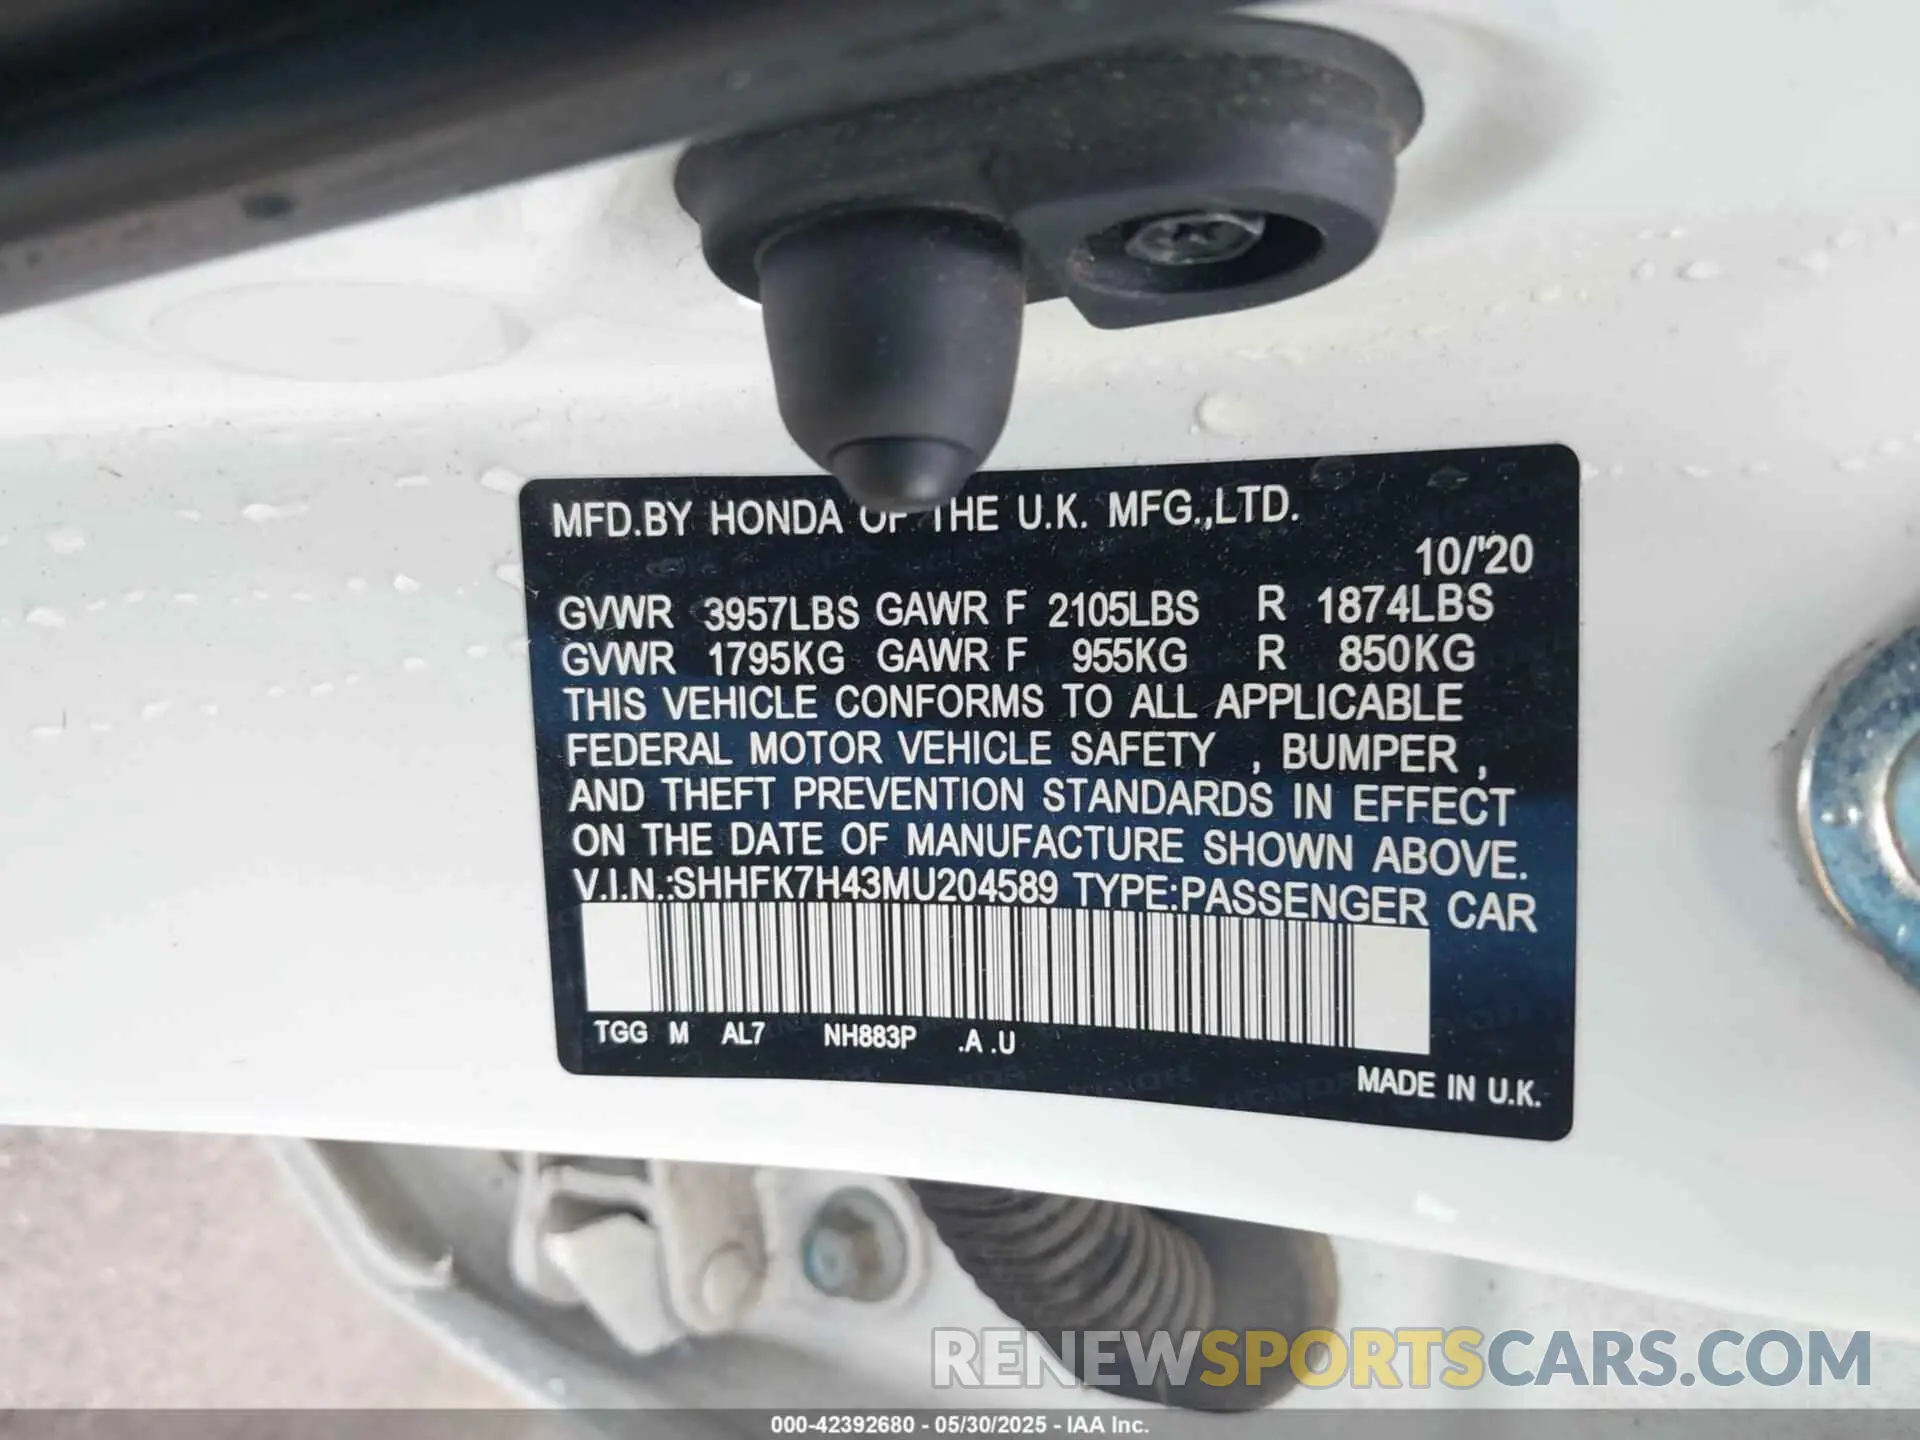 MFD.BY HONDA OF THE U.K. MFG.,LTD.
10/'20
GVWR 3957LBS GAWR F 2105LBS R 1874LBS
GVWR 1795KG GAWR F 955KG R 850KG
THIS VEHICLE CONFORMS TO ALL APPLICABLE
FEDERAL MOTOR VEHICLE SAFETY , BUMPER ,
AND THEFT PREVENTION STANDARDS IN EFFECT
ON THE DATE OF MANUFACTURE SHOWN ABOVE.
V.I.N.:SHHFK7H43MU204589 TYPE:PASSENGER CAR
TGG M AL7 NH883P .A .U
MADE IN U.K.
RENEWSPORTSCARS.COM
000-42392680 - 05/30/2025 - IAA Inc.